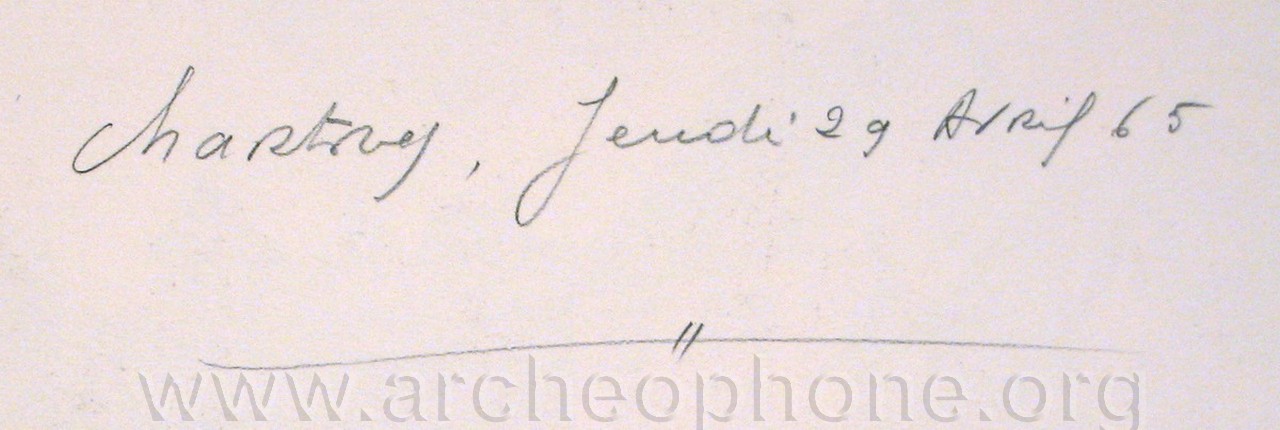 Chartres, Jeudi 29 Avril 65
www.archeophone.org